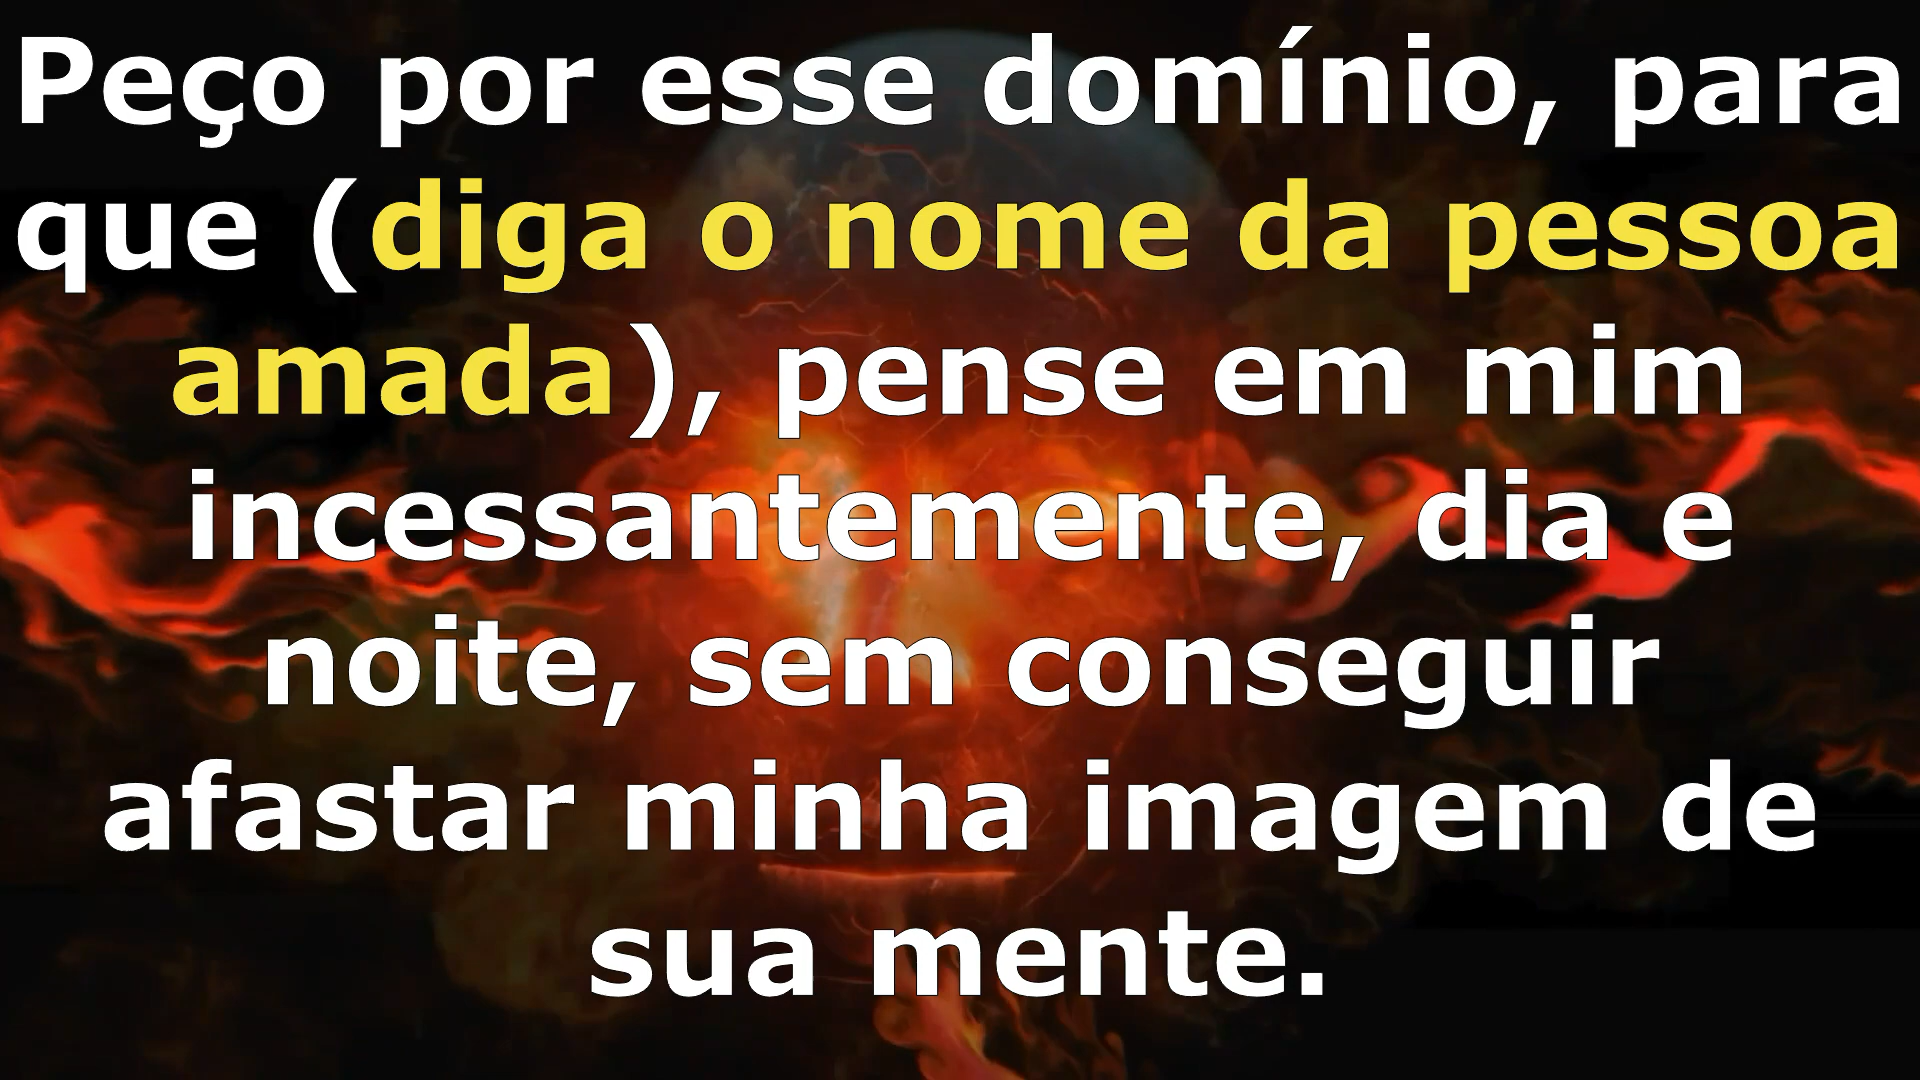 Peço por esse domínio, para
que (diga o nome da pessoa
amada), pense em mim
incessantemente, dia e
noite, sem conseguir
afastar minha imagem de
sua mente.